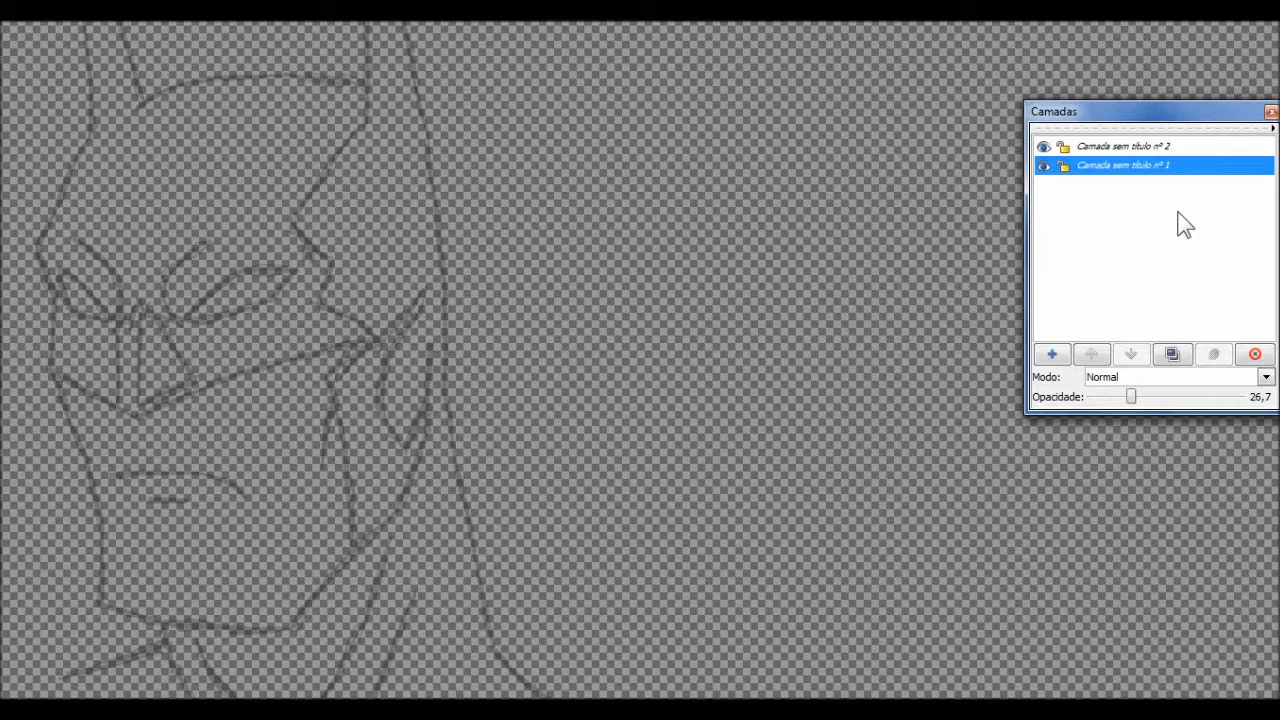 Camadas
Camada sem título nº 2
Camada sem título nº 1
Modo: Normal
Opacidade: 26,7